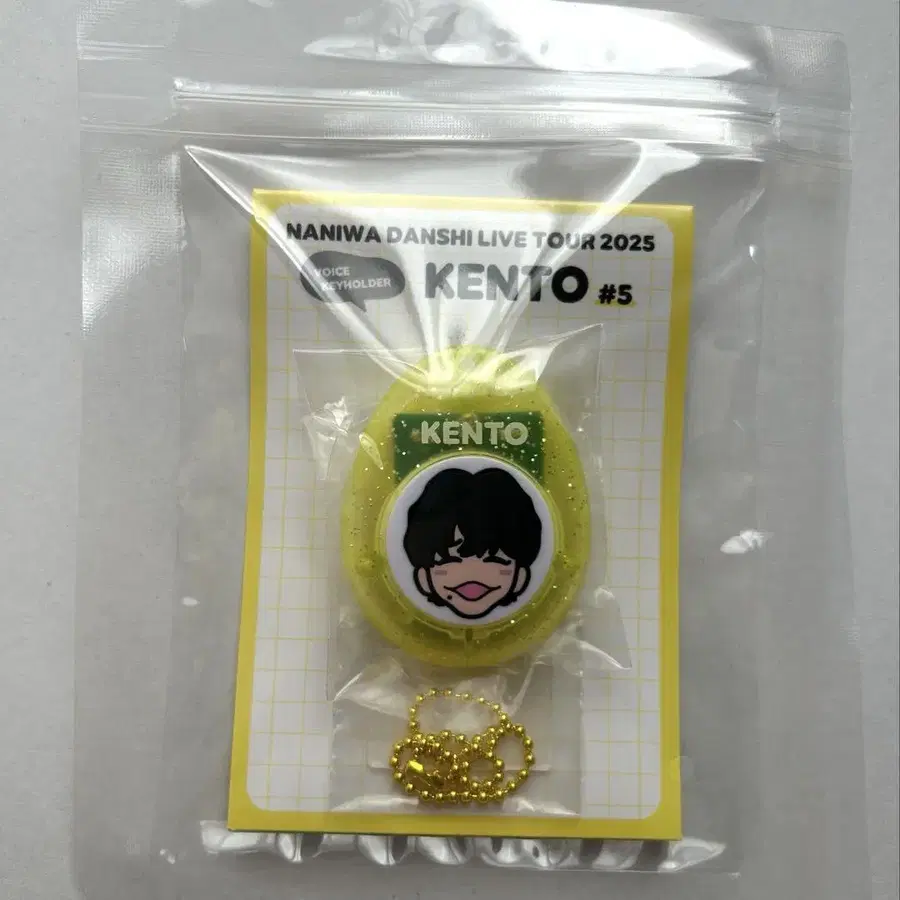 NANIWA DANSHI LIVE TOUR 2025
VOICE
KEYHOLDER
KENTO #5
KENTO